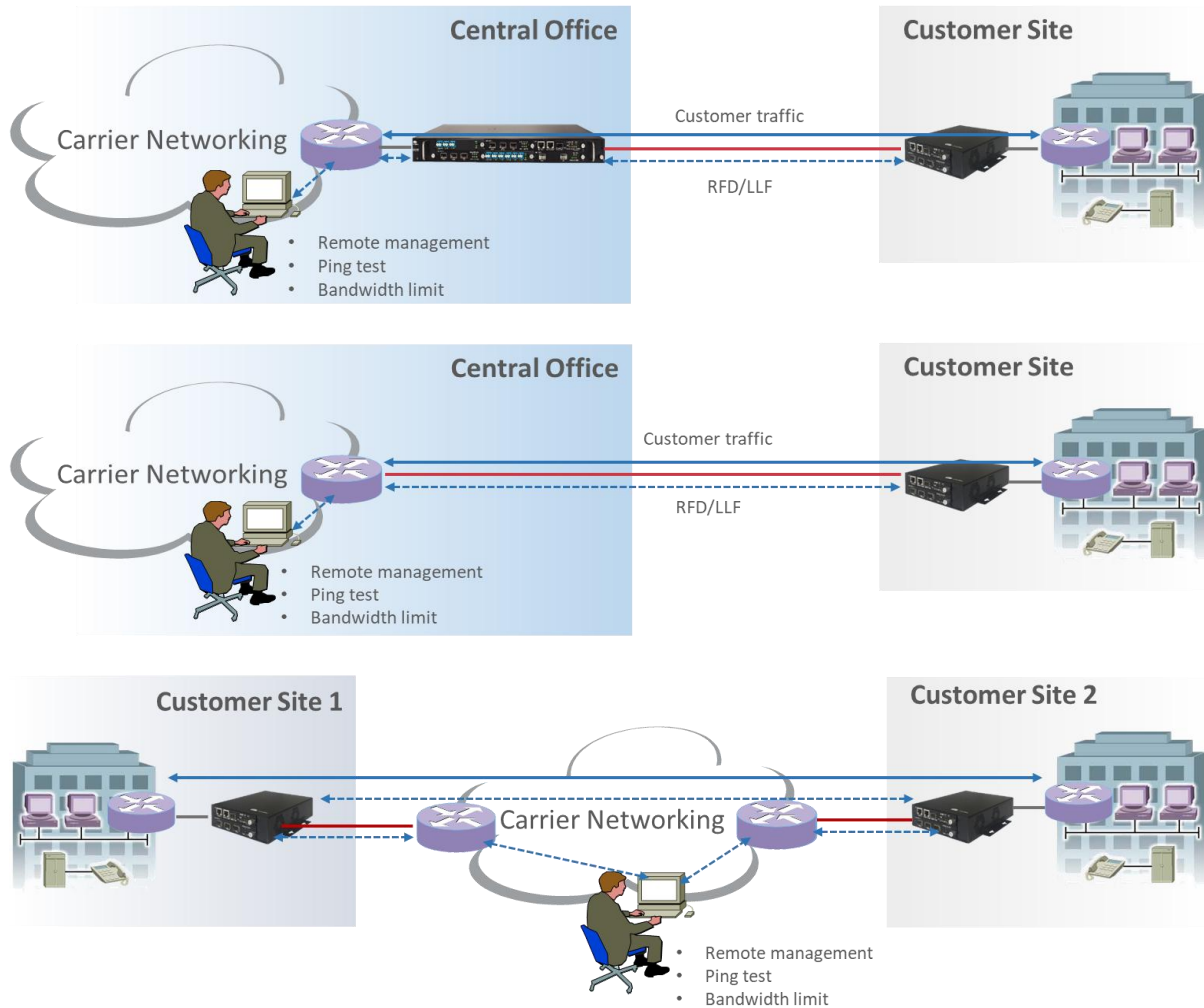 Central Office
Customer Site
Customer traffic
Carrier Networking
RFD/LLF
• Remote management
• Ping test
• Bandwidth limit
Central Office
Customer Site
Customer traffic
Carrier Networking
RFD/LLF
• Remote management
• Ping test
• Bandwidth limit
Customer Site 1
Customer Site 2
Carrier Networking
• Remote management
• Ping test
• Bandwidth limit